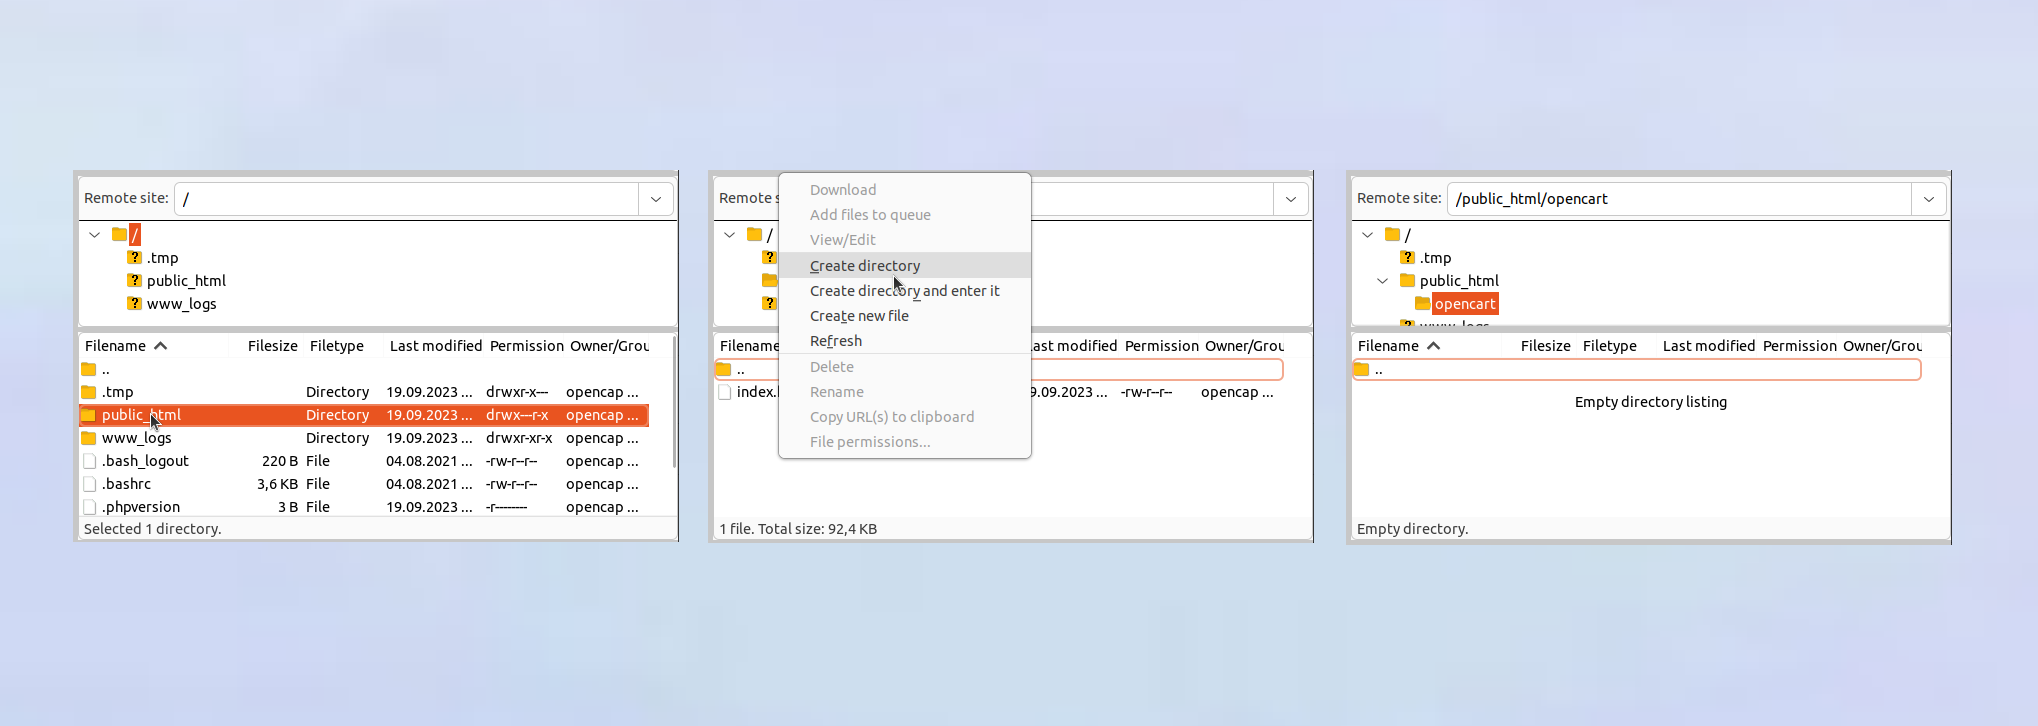 Remote site: /
/
.tmp
public_html
www_logs
Filename Filesize Filetype Last modified Permission Owner/Grou
..
.tmp Directory 19.09.2023 ... drwxr-x--- opencap ...
public_html Directory 19.09.2023 ... drwx---r-x opencap ...
www_logs Directory 19.09.2023 ... drwxr-xr-x opencap ...
.bash_logout 220 B File 04.08.2021 ... -rw-r--r-- opencap ...
.bashrc 3,6 KB File 04.08.2021 ... -rw-r--r-- opencap ...
.phpversion 3 B File 19.09.2023 ... -r-------- opencap ...
Selected 1 directory.
Remote s
/
Download
Add files to queue
View/Edit
Create directory
Create directory and enter it
Create new file
Refresh
Delete
Rename
Copy URL(s) to clipboard
File permissions...
Filename ast modified Permission Owner/Grou
..
index. 9.09.2023 ... -rw-r--r-- opencap ...
1 file. Total size: 92,4 KB
Remote site: /public_html/opencart
/
.tmp
public_html
opencart
www_logs
Filename Filesize Filetype Last modified Permission Owner/Grou
..
Empty directory listing
Empty directory.